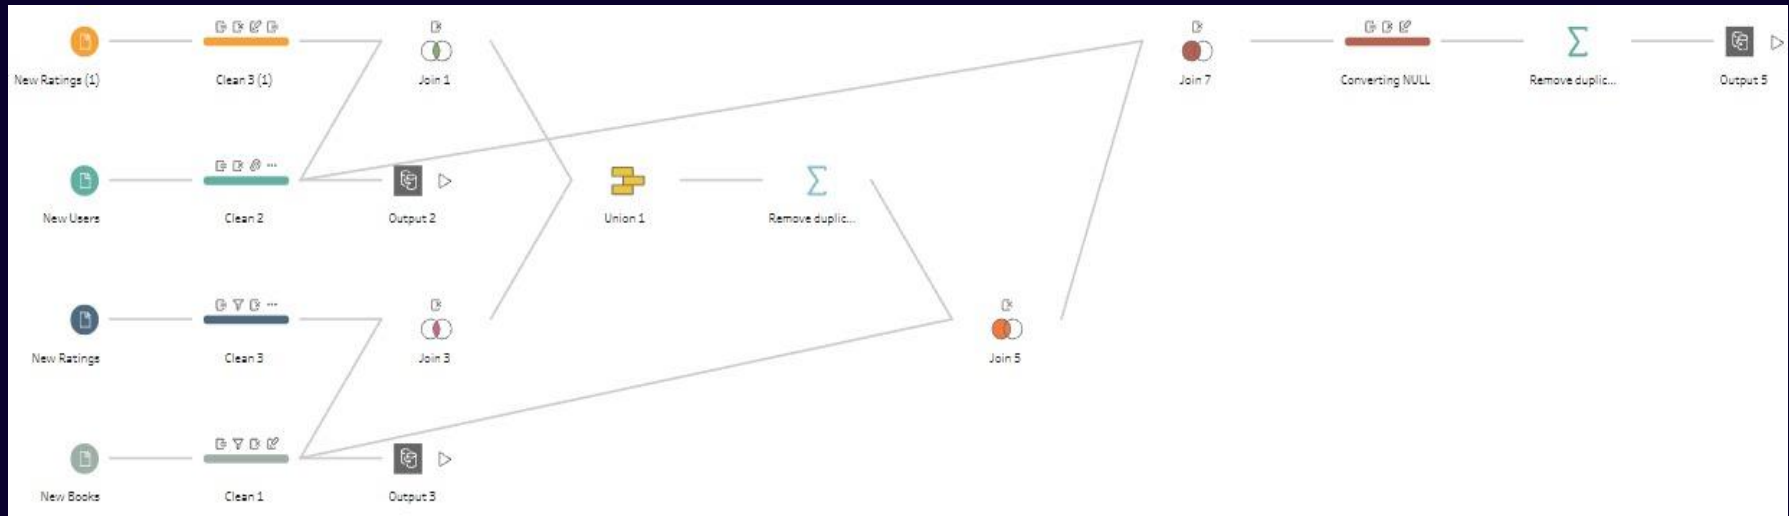 New Ratings (1)
Clean 3 (1)
Join 1
Join 7
Converting NULL
Remove duplic...
Output 5
New Users
Clean 2
Output 2
Union 1
Remove duplic...
New Ratings
Clean 3
Join 3
Join 5
New Books
Clean 1
Output 3